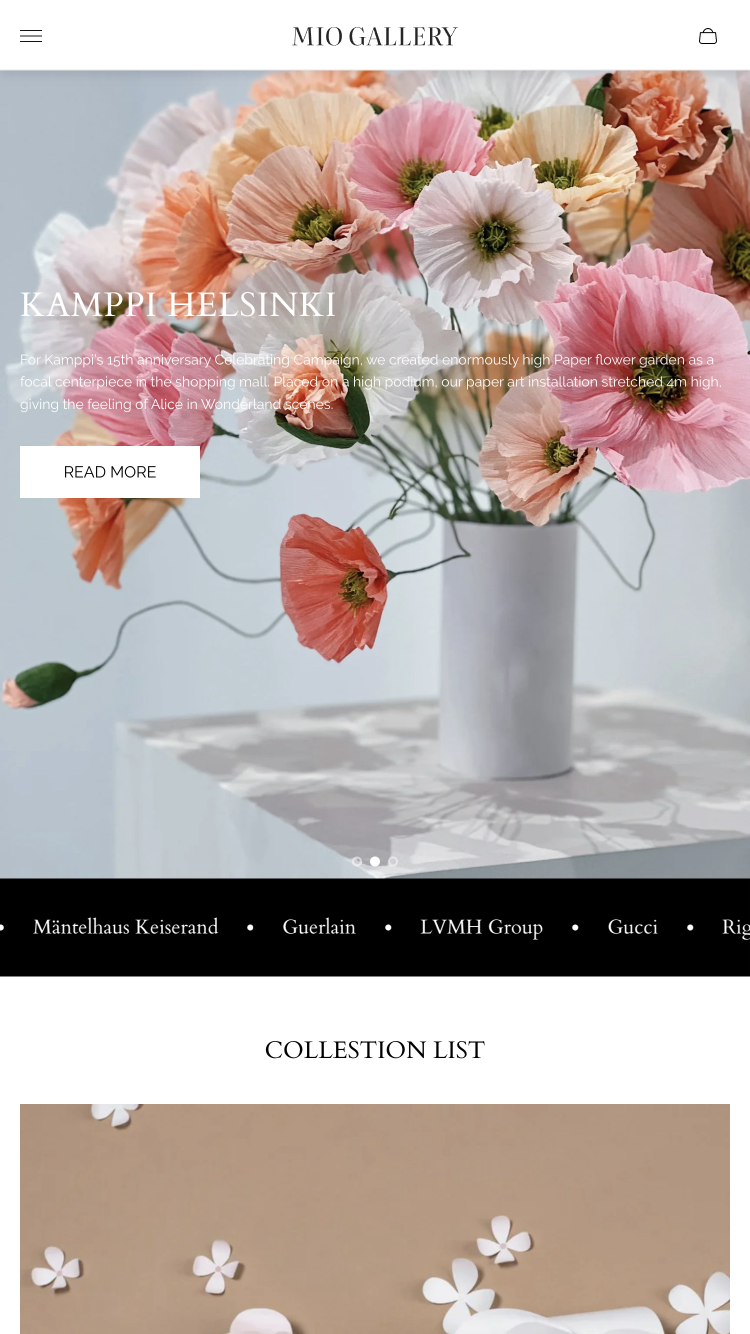 MIO GALLERY
KAMPPI HELSINKI
For Kamppi's 15th anniversary Celebrating Campaign, we created enormously high Paper flower garden as a
focal centerpiece in the shopping mall. Placed on a high podium, our paper art installation stretched 4m high,
giving the feeling of Alice in Wonderland scenes.
READ MORE
• Mäntelhaus Keiserand • Guerlain • LVMH Group • Gucci • Rig
COLLESTION LIST